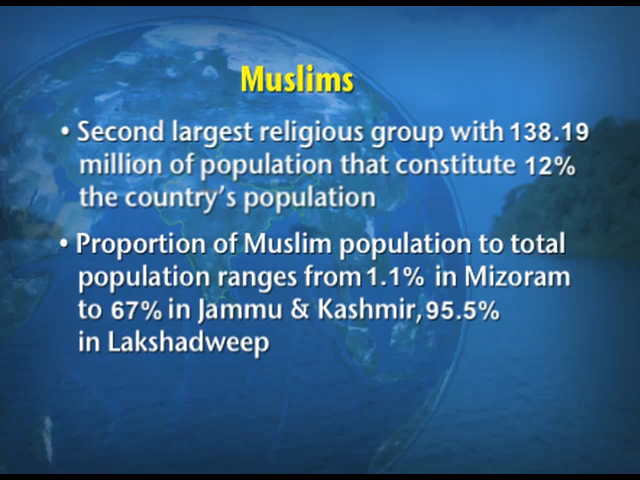 Muslims
• Second largest religious group with 138.19
million of population that constitute 12%
the country's population
• Proportion of Muslim population to total
population ranges from 1.1% in Mizoram
to 67% in Jammu & Kashmir, 95.5%
in Lakshadweep